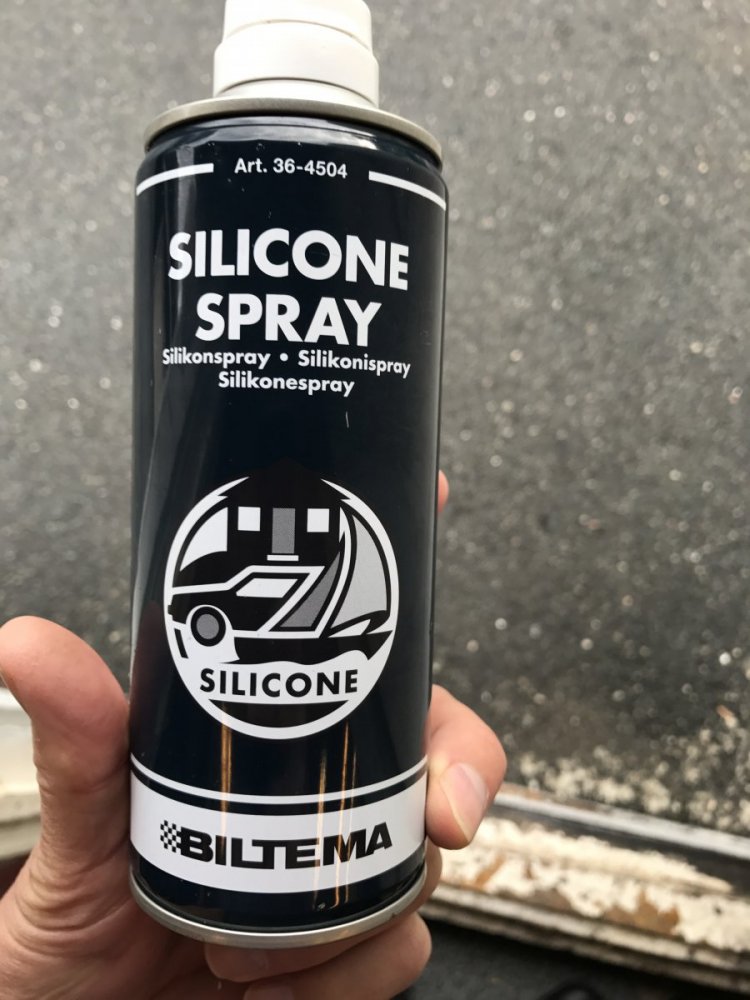 Art. 36-4504
SILICONE
SPRAY
Silikonspray • Silikonispray
Silikonespray
SILICONE
BILTEMA